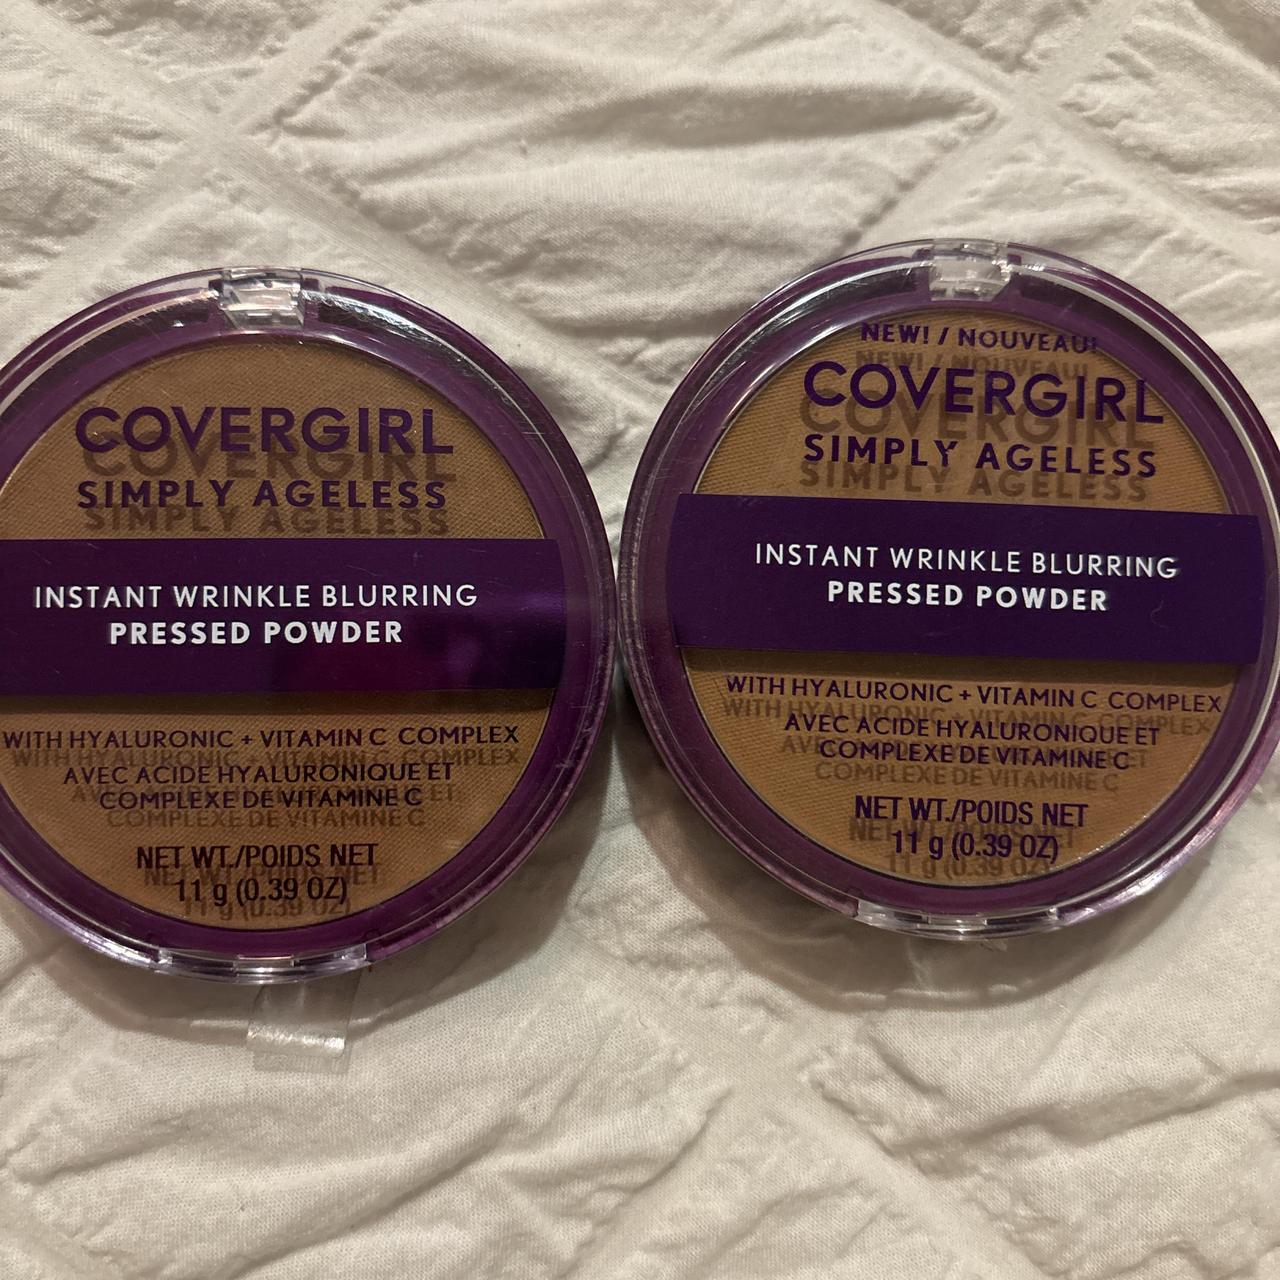 COVERGIRL
SIMPLY AGELESS
INSTANT WRINKLE BLURRING
PRESSED POWDER
WITH HYALURONIC + VITAMIN C COMPLEX
AVEC ACIDE HYALURONIQUE ET
COMPLEXE DE VITAMINE C
NET WT./POIDS NET
11 g (0.39 OZ)
NEW! / NOUVEAU!
COVERGIRL
SIMPLY AGELESS
INSTANT WRINKLE BLURRING
PRESSED POWDER
WITH HYALURONIC + VITAMIN C COMPLEX
AVEC ACIDE HYALURONIQUE ET
COMPLEXE DE VITAMINE C
NET WT./POIDS NET
11 g (0.39 OZ)